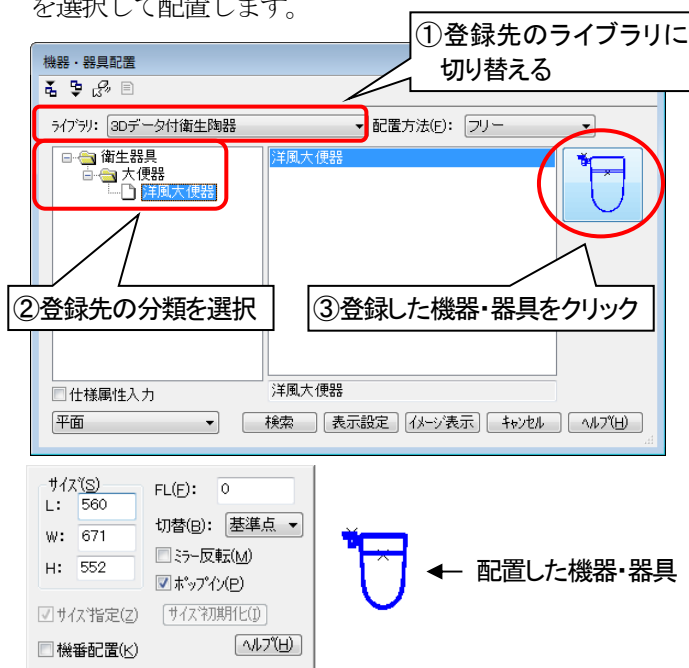 を選択して配置します。
①登録先のライブラリに
切り替える
機器・器具配置
ライブラリ: 3Dデータ付衛生陶器 配置方法(F): フリー
衛生器具
大便器
洋風大便器
洋風大便器
②登録先の分類を選択
③登録した機器・器具をクリック
仕様属性入力
洋風大便器
平面 検索 表示設定 イメージ表示 キャンセル ヘルプ(H)
サイズ(S)
L: 560
W: 671
H: 552
FL(E): 0
切替(B): 基準点
ミラー反転(M)
ポップイン(P)
サイズ指定(Z) サイズ初期化(I)
機番配置(K) ヘルプ(H)
← 配置した機器・器具